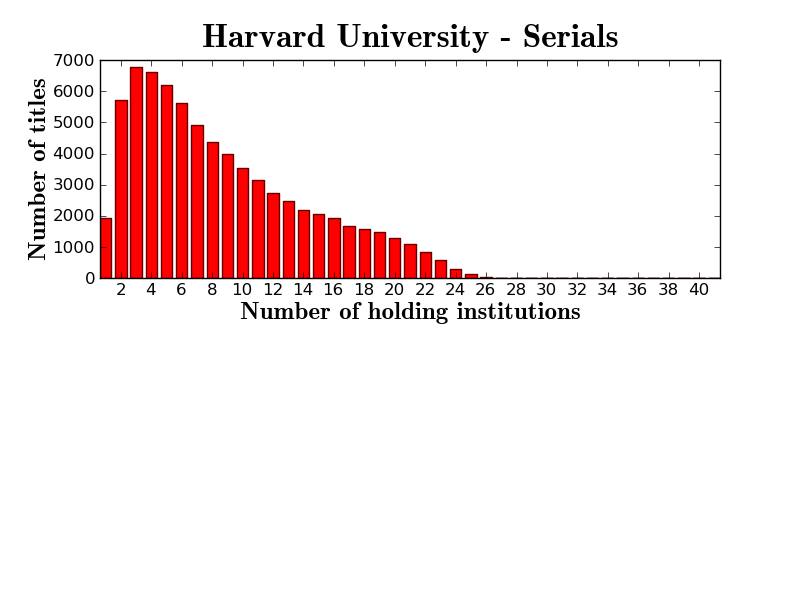 Harvard University - Serials
Number of titles
7000
6000
5000
4000
3000
2000
1000
0
2 4 6 8 10 12 14 16 18 20 22 24 26 28 30 32 34 36 38 40
Number of holding institutions